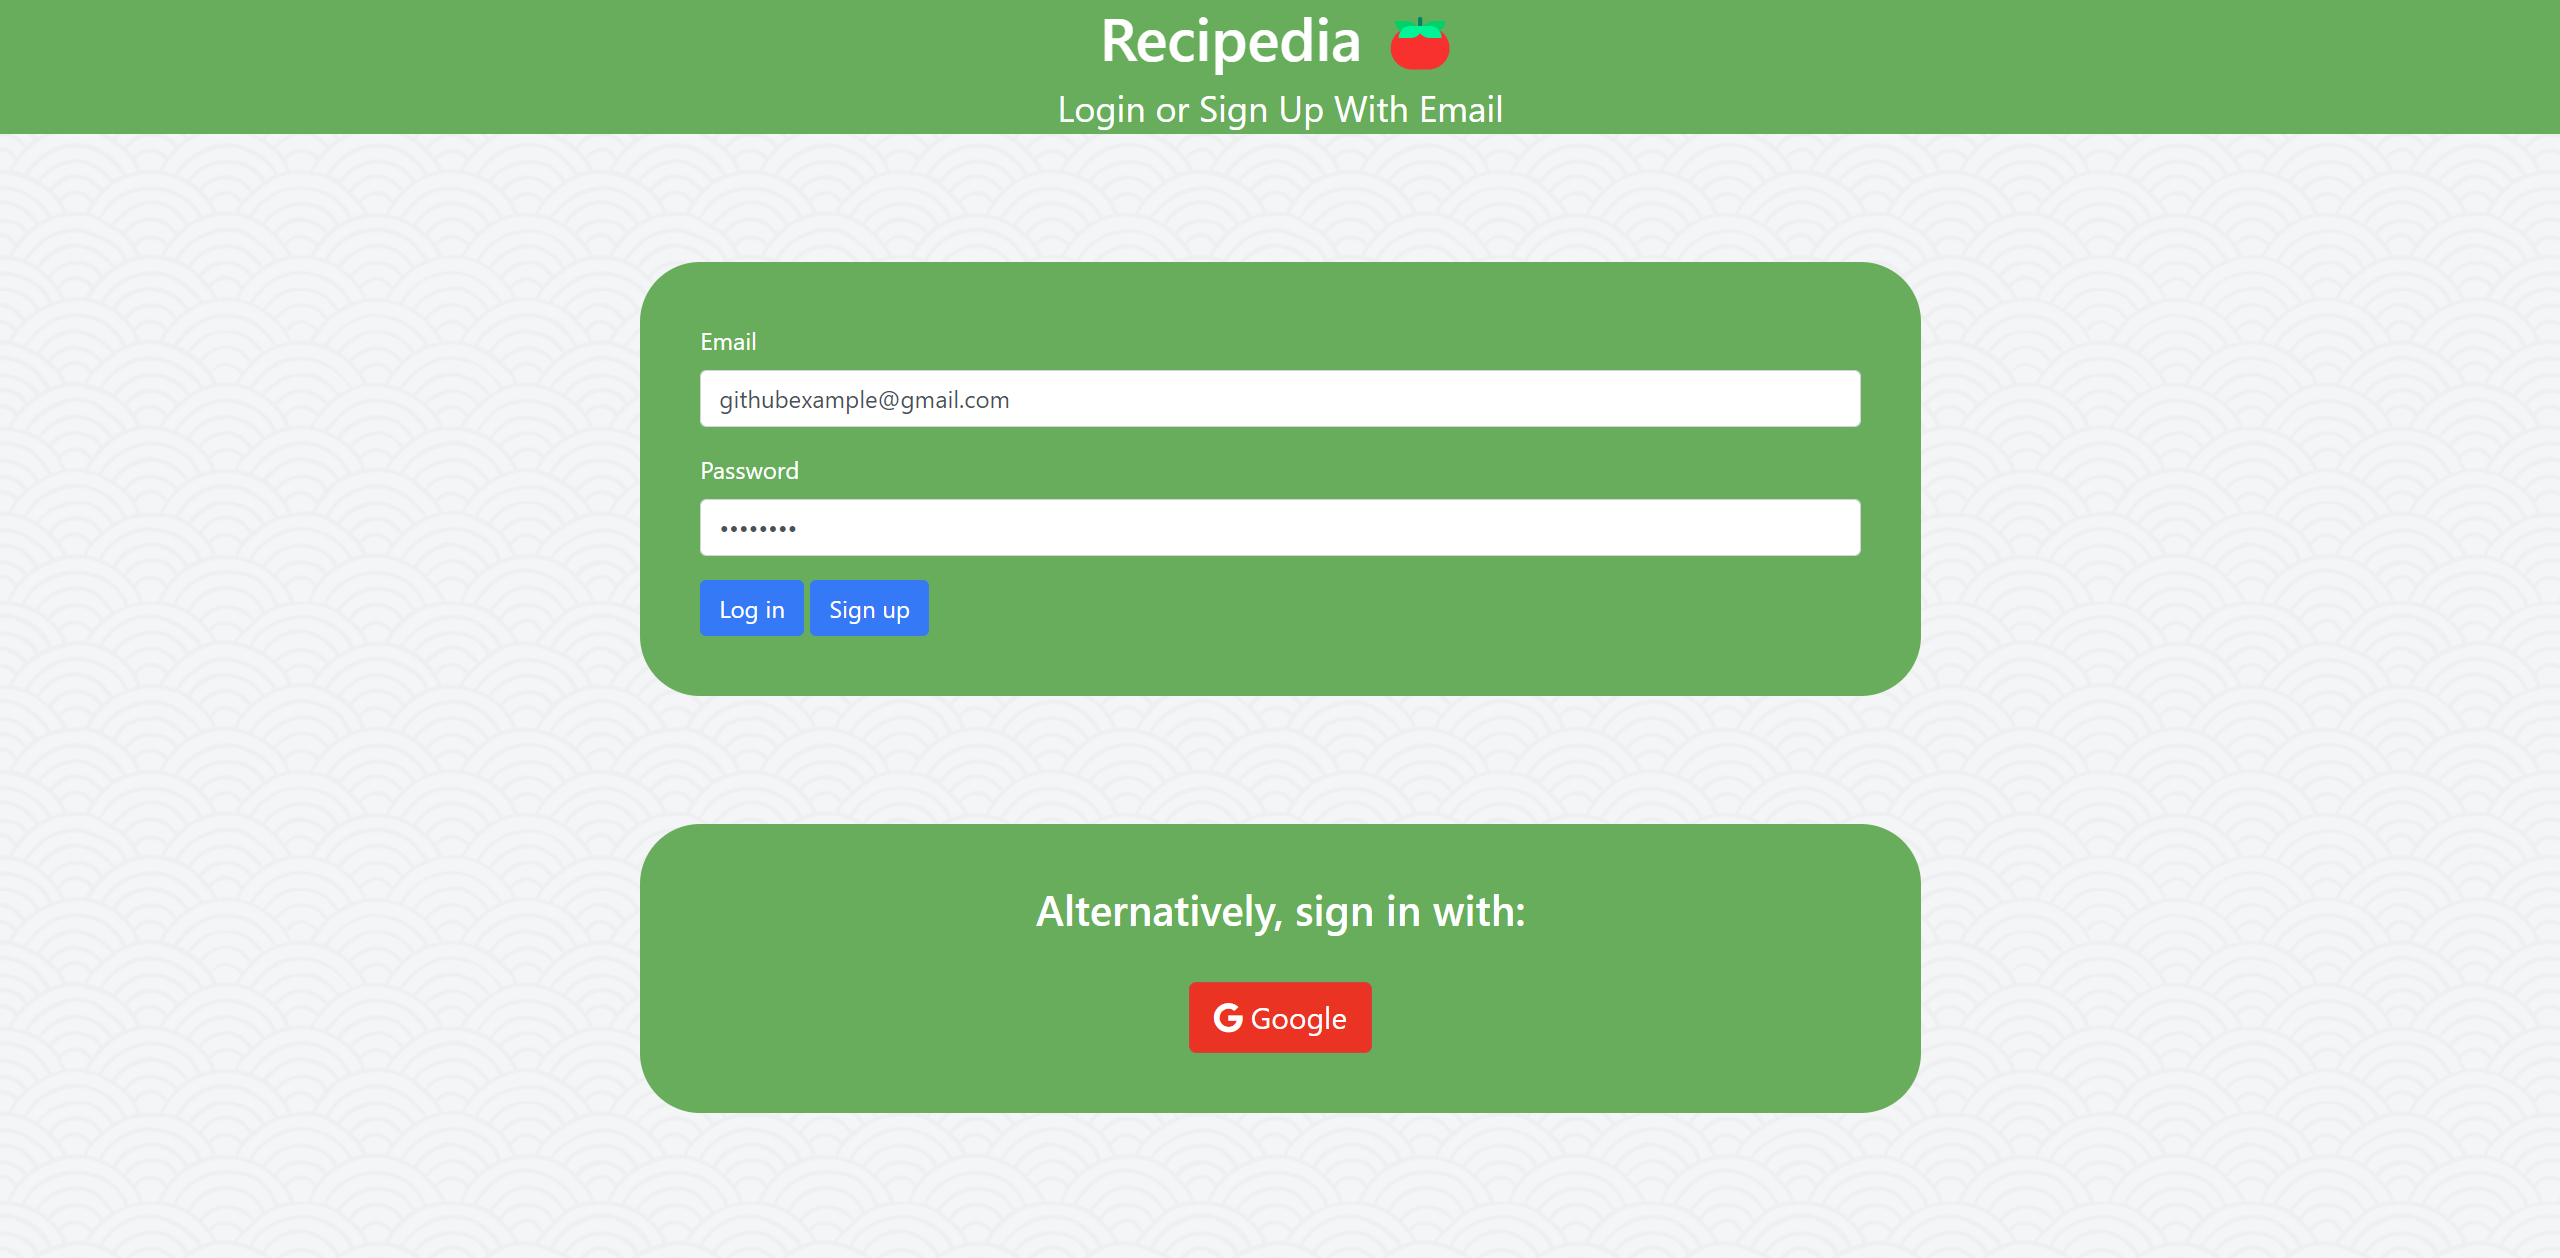 Recipedia
Login or Sign Up With Email
Email
githubexample@gmail.com
Password
••••••••
Log in Sign up
Alternatively, sign in with:
Google